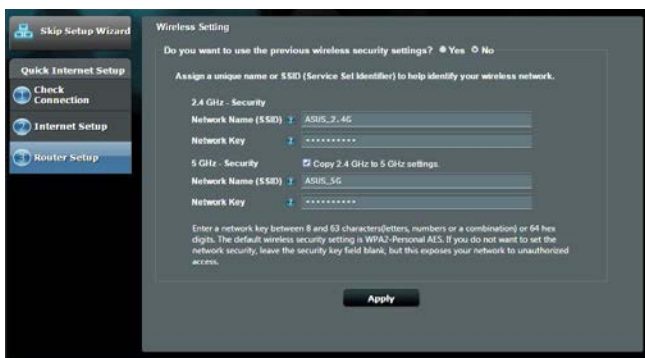 Skip Setup Wizard
Quick Internet Setup
1 Check
Connection
2 Internet Setup
3 Router Setup
Wireless Setting
Do you want to use the previous wireless security settings? Yes No
Assign a unique name or SSID (Service Set Identifier) to help identify your wireless network.
2.4 GHz - Security
Network Name (SSID) ASUS_2.4G
Network Key ••••••••••
5 GHz - Security Copy 2.4 GHz to 5 GHz settings.
Network Name (SSID) ASUS_5G
Network Key ••••••••••
Enter a network key between 8 and 63 characters(letters, numbers or a combination) or 64 hex
digits. The default wireless security setting is WPA2-Personal AES. If you do not want to set the
network security, leave the security key field blank, but this exposes your network to unauthorized
access.
Apply